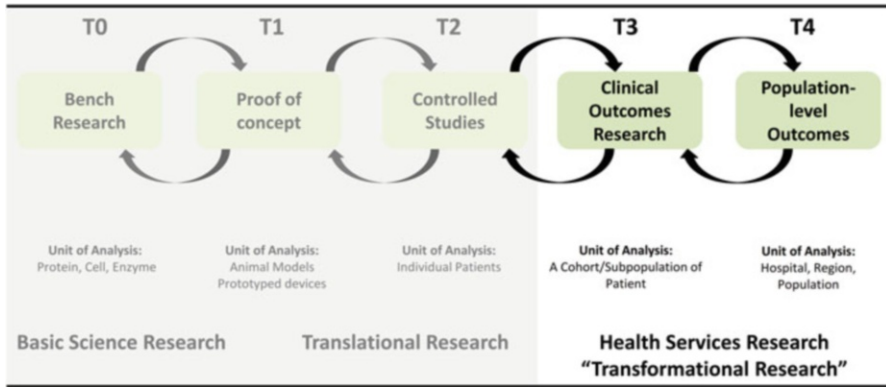 T0 T1 T2 T3 T4
Bench
Research
Proof of
concept
Controlled
Studies
Clinical
Outcomes
Research
Population-
level
Outcomes
Unit of Analysis:
Protein, Cell, Enzyme
Unit of Analysis:
Animal Models
Prototyped devices
Unit of Analysis:
Individual Patients
Unit of Analysis:
A Cohort/Subpopulation of
Patient
Unit of Analysis:
Hospital, Region,
Population
Basic Science Research
Translational Research
Health Services Research
“Transformational Research”